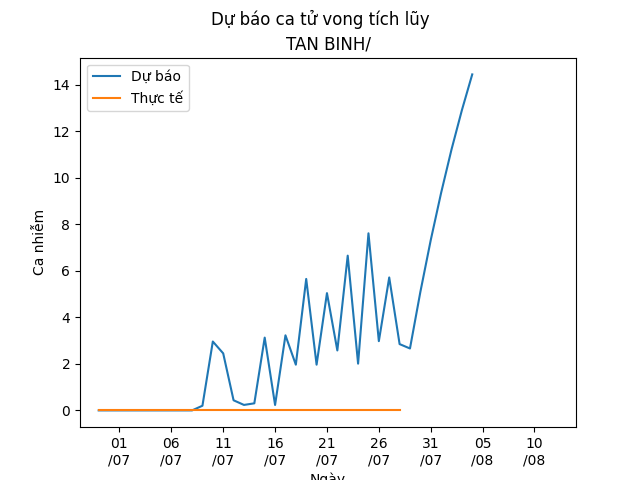 Dự báo ca tử vong tích lũy
TAN BINH/
Dự báo
Thực tế
Ca nhiễm
14
12
10
8
6
4
2
0
01 06 11 16 21 26 31 05 10
/07 /07 /07 /07 /07 /07 /07 /08 /08
Ngày